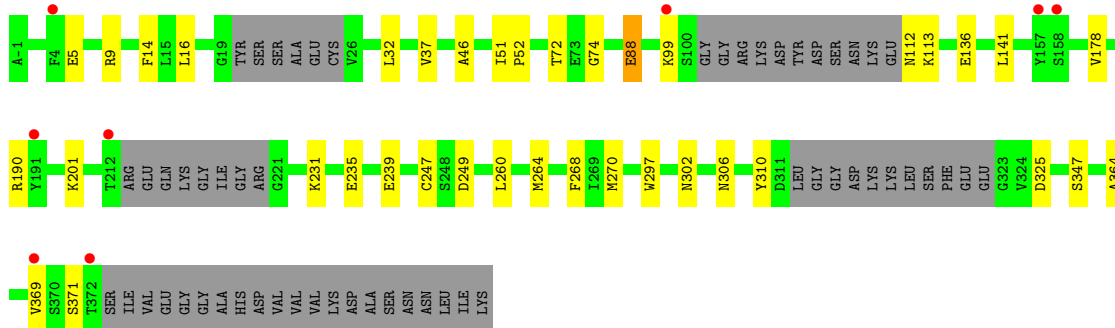 A-1 F4 E5 R9 F14 L15 L16 G19 TYR SER SER ALA GLU CYS V26 L32 V37 A46 I51 P52 T72 E73 G74 E88 K99 S100 GLY GLY ARG LYS ASP TYR ASP SER ASN LYS GLU N112 K113 E136 L141 Y157 S158 V178
R190 Y191 K201 T212 ARG GLU GLN LYS GLY ILE GLY ARG G221 K231 E235 E239 C247 S248 D249 L260 M264 F268 I269 M270 W297 N302 N306 Y310 D311 LEU GLY GLY ASP LYS LYS LEU SER PHE GLU GLU G323 V324 D325 S347 A364
V369 S370 S371 T372 SER ILE VAL GLU GLY GLY ALA HIS ASP VAL VAL VAL LYS ASP ALA SER ASN ASN LEU ILE LYS